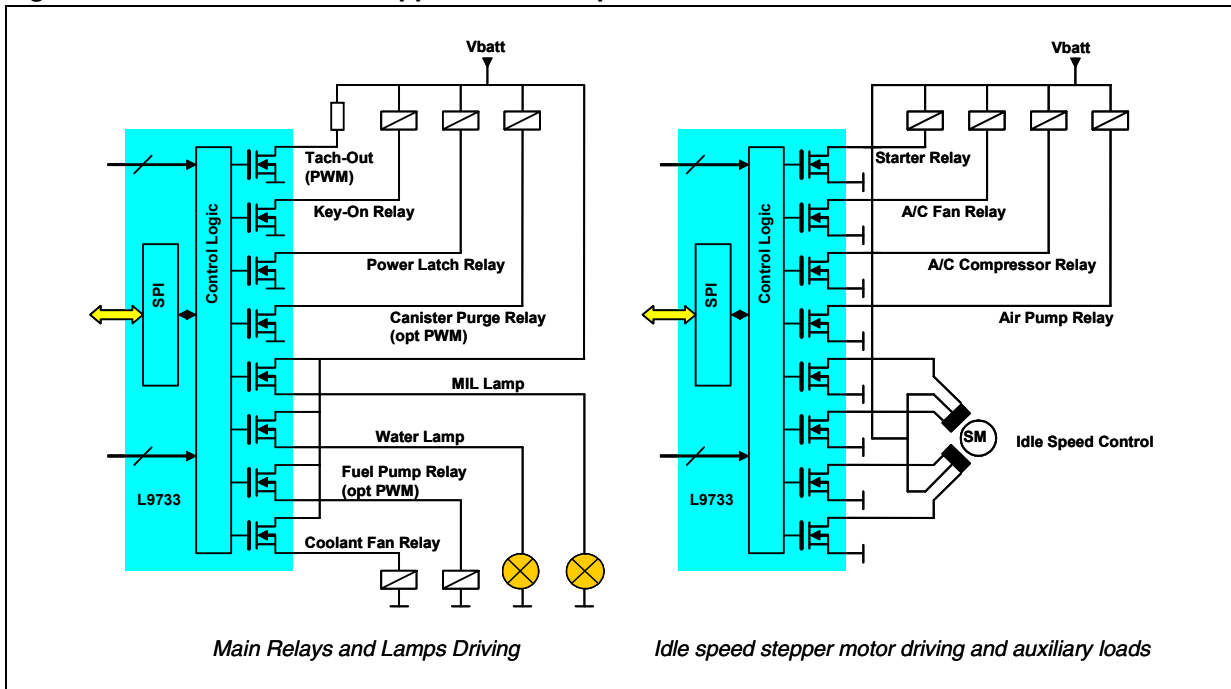 Vbatt
Tach-Out
(PWM)
Key-On Relay
Power Latch Relay
Canister Purge Relay
(opt PWM)
MIL Lamp
Water Lamp
Fuel Pump Relay
(opt PWM)
Coolant Fan Relay
Control Logic
SPI
L9733
Main Relays and Lamps Driving
Vbatt
Starter Relay
A/C Fan Relay
A/C Compressor Relay
Air Pump Relay
SM
Idle Speed Control
Control Logic
SPI
L9733
Idle speed stepper motor driving and auxiliary loads